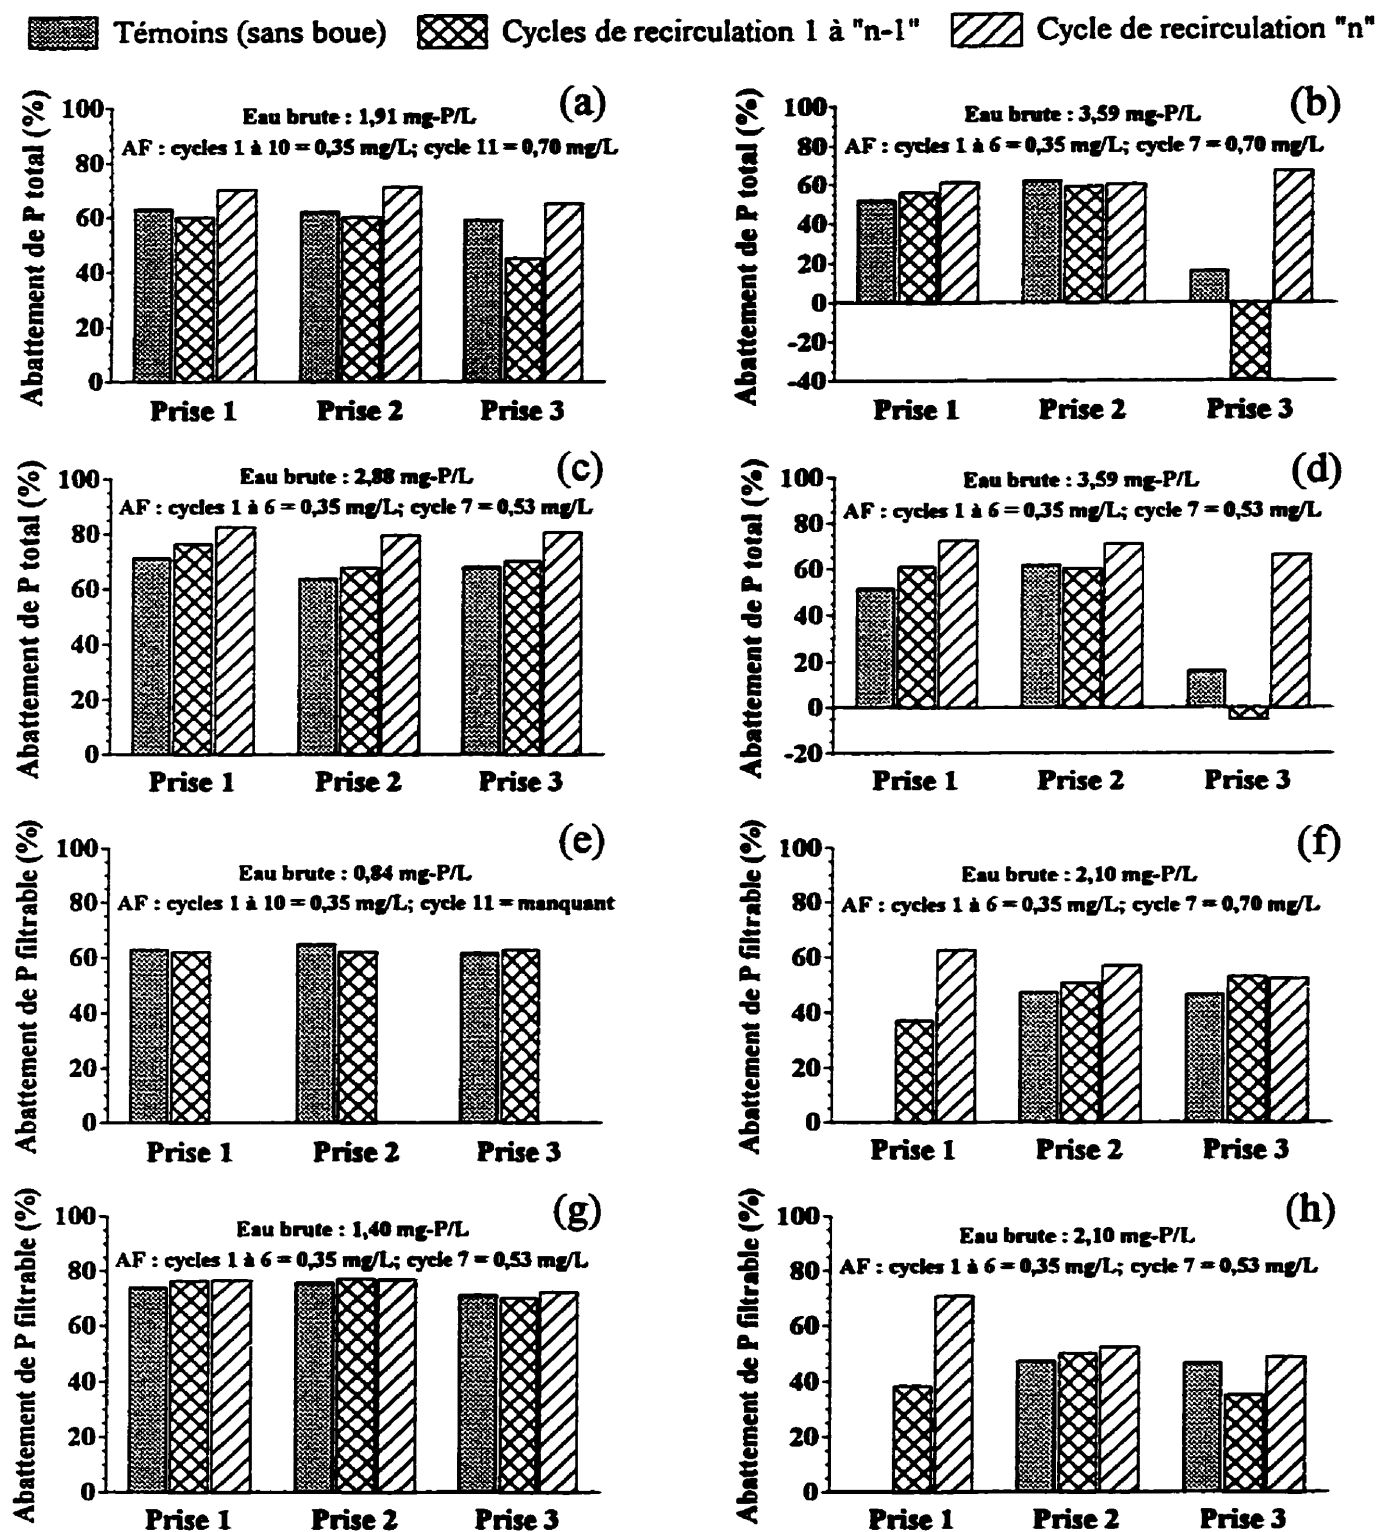 Témoins (sans boue) Cycles de recirculation 1 à "n-1" Cycle de recirculation "n"
(a)
Eau brute : 1,91 mg-P/L
AF : cycles 1 à 10 = 0,35 mg/L; cycle 11 = 0,70 mg/L
Abattement de P total (%)
100
80
60
40
20
0
Prise 1 Prise 2 Prise 3
(b)
Eau brute : 3,59 mg-P/L
AF : cycles 1 à 6 = 0,35 mg/L; cycle 7 = 0,70 mg/L
Abattement de P total (%)
100
80
60
40
20
0
-20
-40
Prise 1 Prise 2 Prise 3
(c)
Eau brute : 2,88 mg-P/L
AF : cycles 1 à 6 = 0,35 mg/L; cycle 7 = 0,53 mg/L
Abattement de P total (%)
100
80
60
40
20
0
Prise 1 Prise 2 Prise 3
(d)
Eau brute : 3,59 mg-P/L
AF : cycles 1 à 6 = 0,35 mg/L; cycle 7 = 0,53 mg/L
Abattement de P total (%)
100
80
60
40
20
0
-20
Prise 1 Prise 2 Prise 3
(e)
Eau brute : 0,84 mg-P/L
AF : cycles 1 à 10 = 0,35 mg/L; cycle 11 = manquant
Abattement de P filtrable (%)
100
80
60
40
20
0
Prise 1 Prise 2 Prise 3
(f)
Eau brute : 2,10 mg-P/L
AF : cycles 1 à 6 = 0,35 mg/L; cycle 7 = 0,70 mg/L
Abattement de P filtrable (%)
100
80
60
40
20
0
Prise 1 Prise 2 Prise 3
(g)
Eau brute : 1,40 mg-P/L
AF : cycles 1 à 6 = 0,35 mg/L; cycle 7 = 0,53 mg/L
Abattement de P filtrable (%)
100
80
60
40
20
0
Prise 1 Prise 2 Prise 3
(h)
Eau brute : 2,10 mg-P/L
AF : cycles 1 à 6 = 0,35 mg/L; cycle 7 = 0,53 mg/L
Abattement de P filtrable (%)
100
80
60
40
20
0
Prise 1 Prise 2 Prise 3